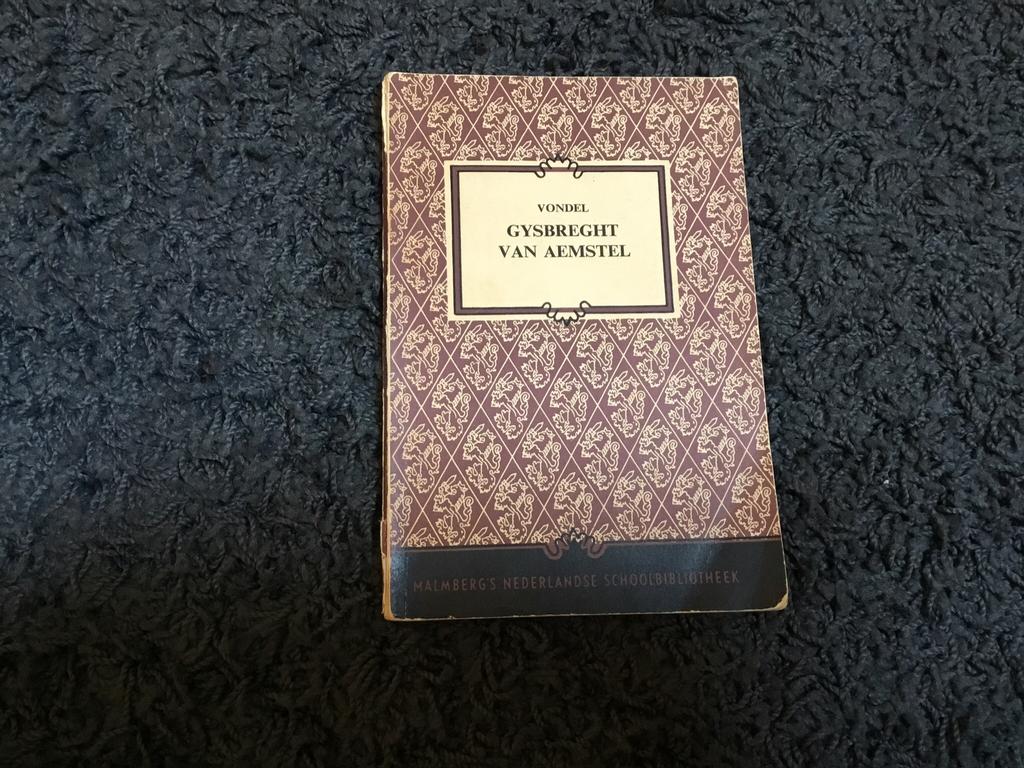 VONDEL
GYSBREGHT
VAN AEMSTEL
MALMBERG'S NEDERLANDSE SCHOOLBIBLIOTHEEK